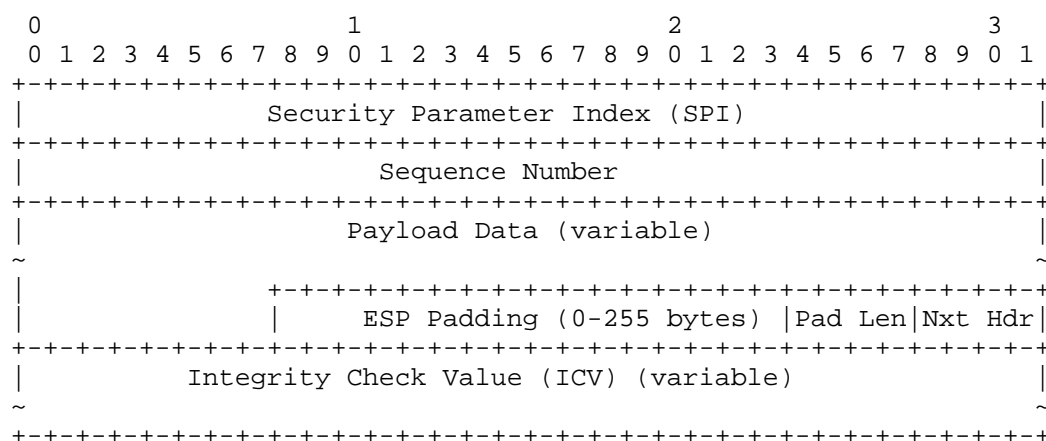 0                   1                   2                   3
 0 1 2 3 4 5 6 7 8 9 0 1 2 3 4 5 6 7 8 9 0 1 2 3 4 5 6 7 8 9 0 1
+-+-+-+-+-+-+-+-+-+-+-+-+-+-+-+-+-+-+-+-+-+-+-+-+-+-+-+-+-+-+-+-+
|               Security Parameter Index (SPI)                  |
+-+-+-+-+-+-+-+-+-+-+-+-+-+-+-+-+-+-+-+-+-+-+-+-+-+-+-+-+-+-+-+-+
|                      Sequence Number                          |
+-+-+-+-+-+-+-+-+-+-+-+-+-+-+-+-+-+-+-+-+-+-+-+-+-+-+-+-+-+-+-+-+
|                    Payload Data (variable)                    |
~                                                               ~
|               +-+-+-+-+-+-+-+-+-+-+-+-+-+-+-+-+-+-+-+-+-+-+-+-+
|               |     ESP Padding (0-255 bytes) |Pad Len|Nxt Hdr|
+-+-+-+-+-+-+-+-+-+-+-+-+-+-+-+-+-+-+-+-+-+-+-+-+-+-+-+-+-+-+-+-+
|          Integrity Check Value (ICV) (variable)               |
~                                                               ~
+-+-+-+-+-+-+-+-+-+-+-+-+-+-+-+-+-+-+-+-+-+-+-+-+-+-+-+-+-+-+-+-+